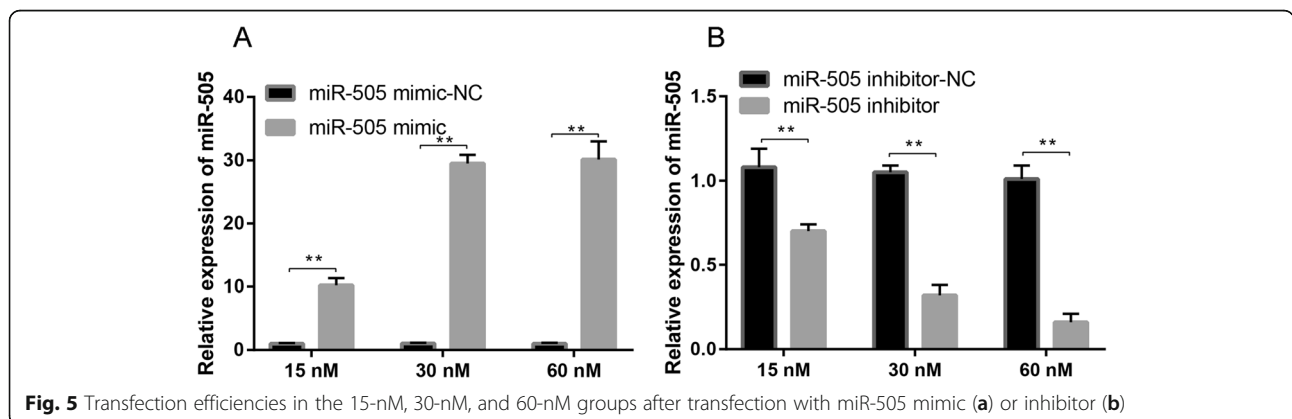 A
miR-505 mimic-NC
miR-505 mimic
Relative expression of miR-505
40
30
20
10
0
**
**
**
15 nM
30 nM
60 nM
B
miR-505 inhibitor-NC
miR-505 inhibitor
Relative expression of miR-505
1.5
1.0
0.5
0.0
**
**
**
15 nM
30 nM
60 nM
Fig. 5 Transfection efficiencies in the 15-nM, 30-nM, and 60-nM groups after transfection with miR-505 mimic (a) or inhibitor (b)